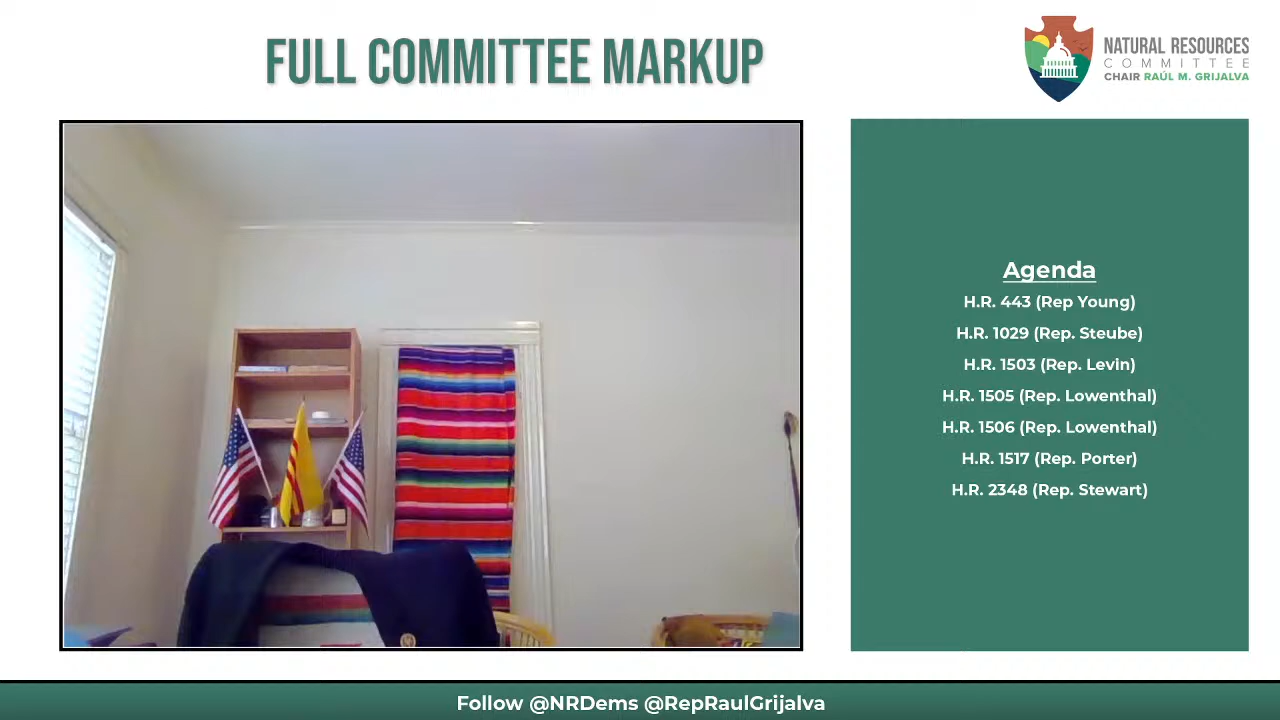 FULL COMMITTEE MARKUP
NATURAL RESOURCES
COMMITTEE
CHAIR RAÚL M. GRIJALVA
Agenda
H.R. 443 (Rep Young)
H.R. 1029 (Rep. Steube)
H.R. 1503 (Rep. Levin)
H.R. 1505 (Rep. Lowenthal)
H.R. 1506 (Rep. Lowenthal)
H.R. 1517 (Rep. Porter)
H.R. 2348 (Rep. Stewart)
Follow @NRDems @RepRaulGrijalva